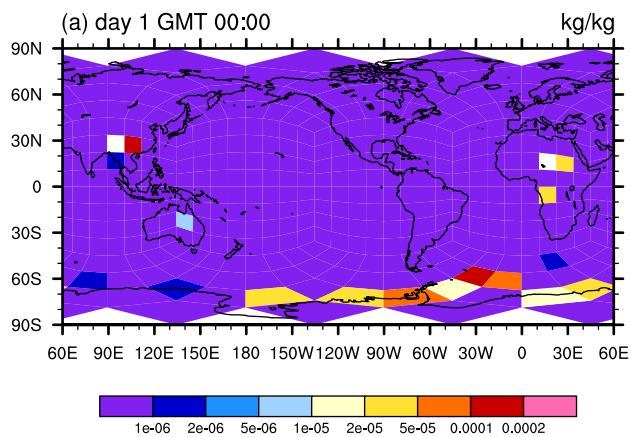 (a) day 1 GMT 00:00 kg/kg
90N
60N
30N
0
30S
60S
90S
60E 90E 120E 150E 180 150W 120W 90W 60W 30W 0 30E 60E
1e-06 2e-06 5e-06 1e-05 2e-05 5e-05 0.0001 0.0002